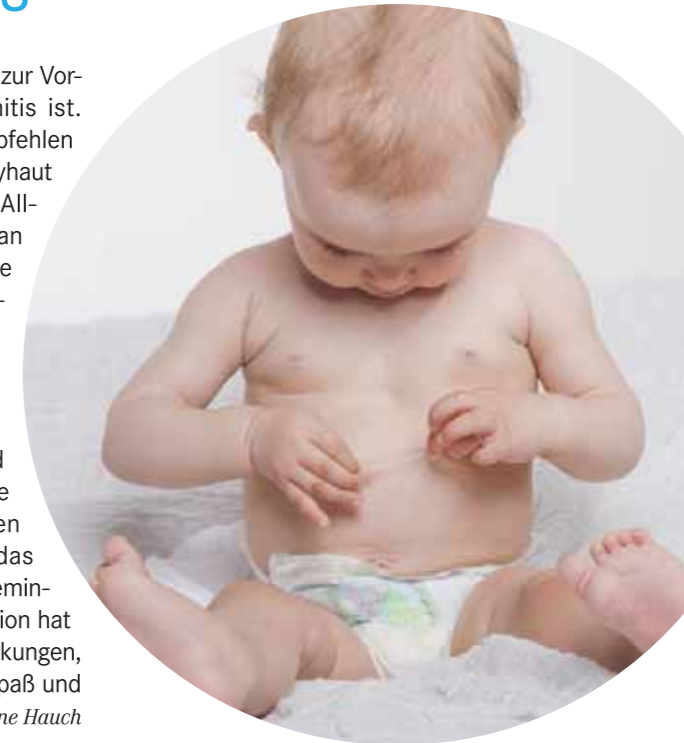 zur Vor-
nitis ist.
pfehlen
yhaut
All-
an
e
-
d
e
en
das
emin-
ion hat
kungen,
paß und
ne Hauch